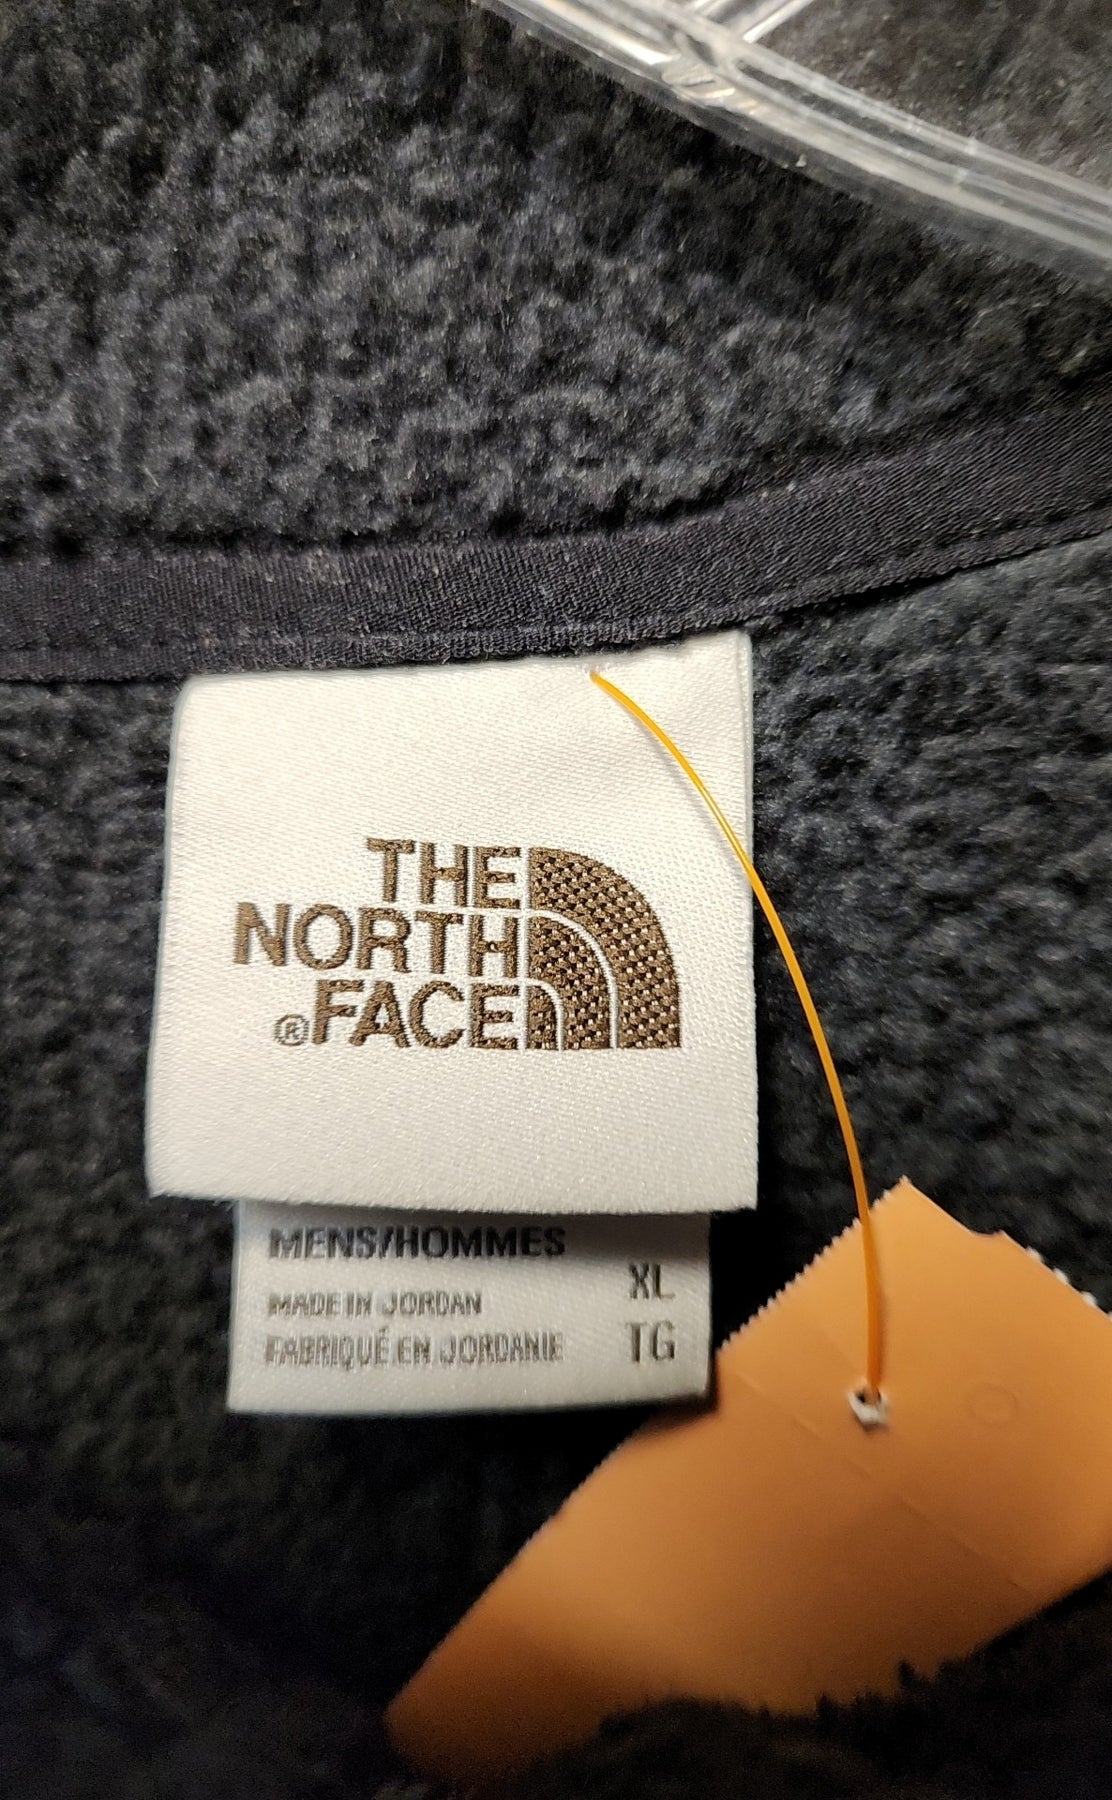 THE
NORTH
®FACE
MENS/HOMMES
XL
MADE IN JORDAN
FABRIQUÉ EN JORDANIE
TG